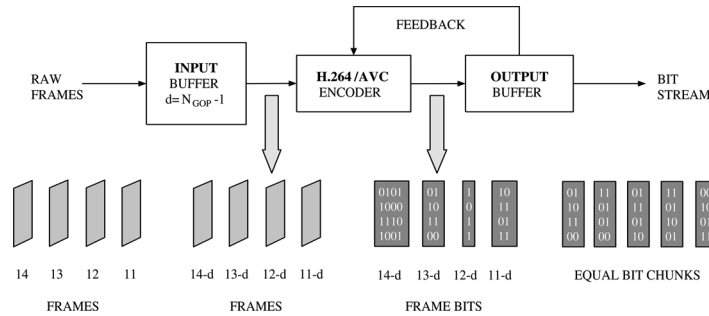 FEEDBACK
RAW
FRAMES
INPUT
BUFFER
d= N_GOP -1
H.264/AVC
ENCODER
OUTPUT
BUFFER
BIT
STREAM
0101 01 1 10 01 11 01 11 00
1000 10 0 11 10 01 11 01 10
1110 11 1 01 11 01 01 10 01
1001 00 1 11 00 00 10 01 11
14 13 12 11 14-d 13-d 12-d 11-d 14-d 13-d 12-d 11-d EQUAL BIT CHUNKS
FRAMES FRAMES FRAME BITS